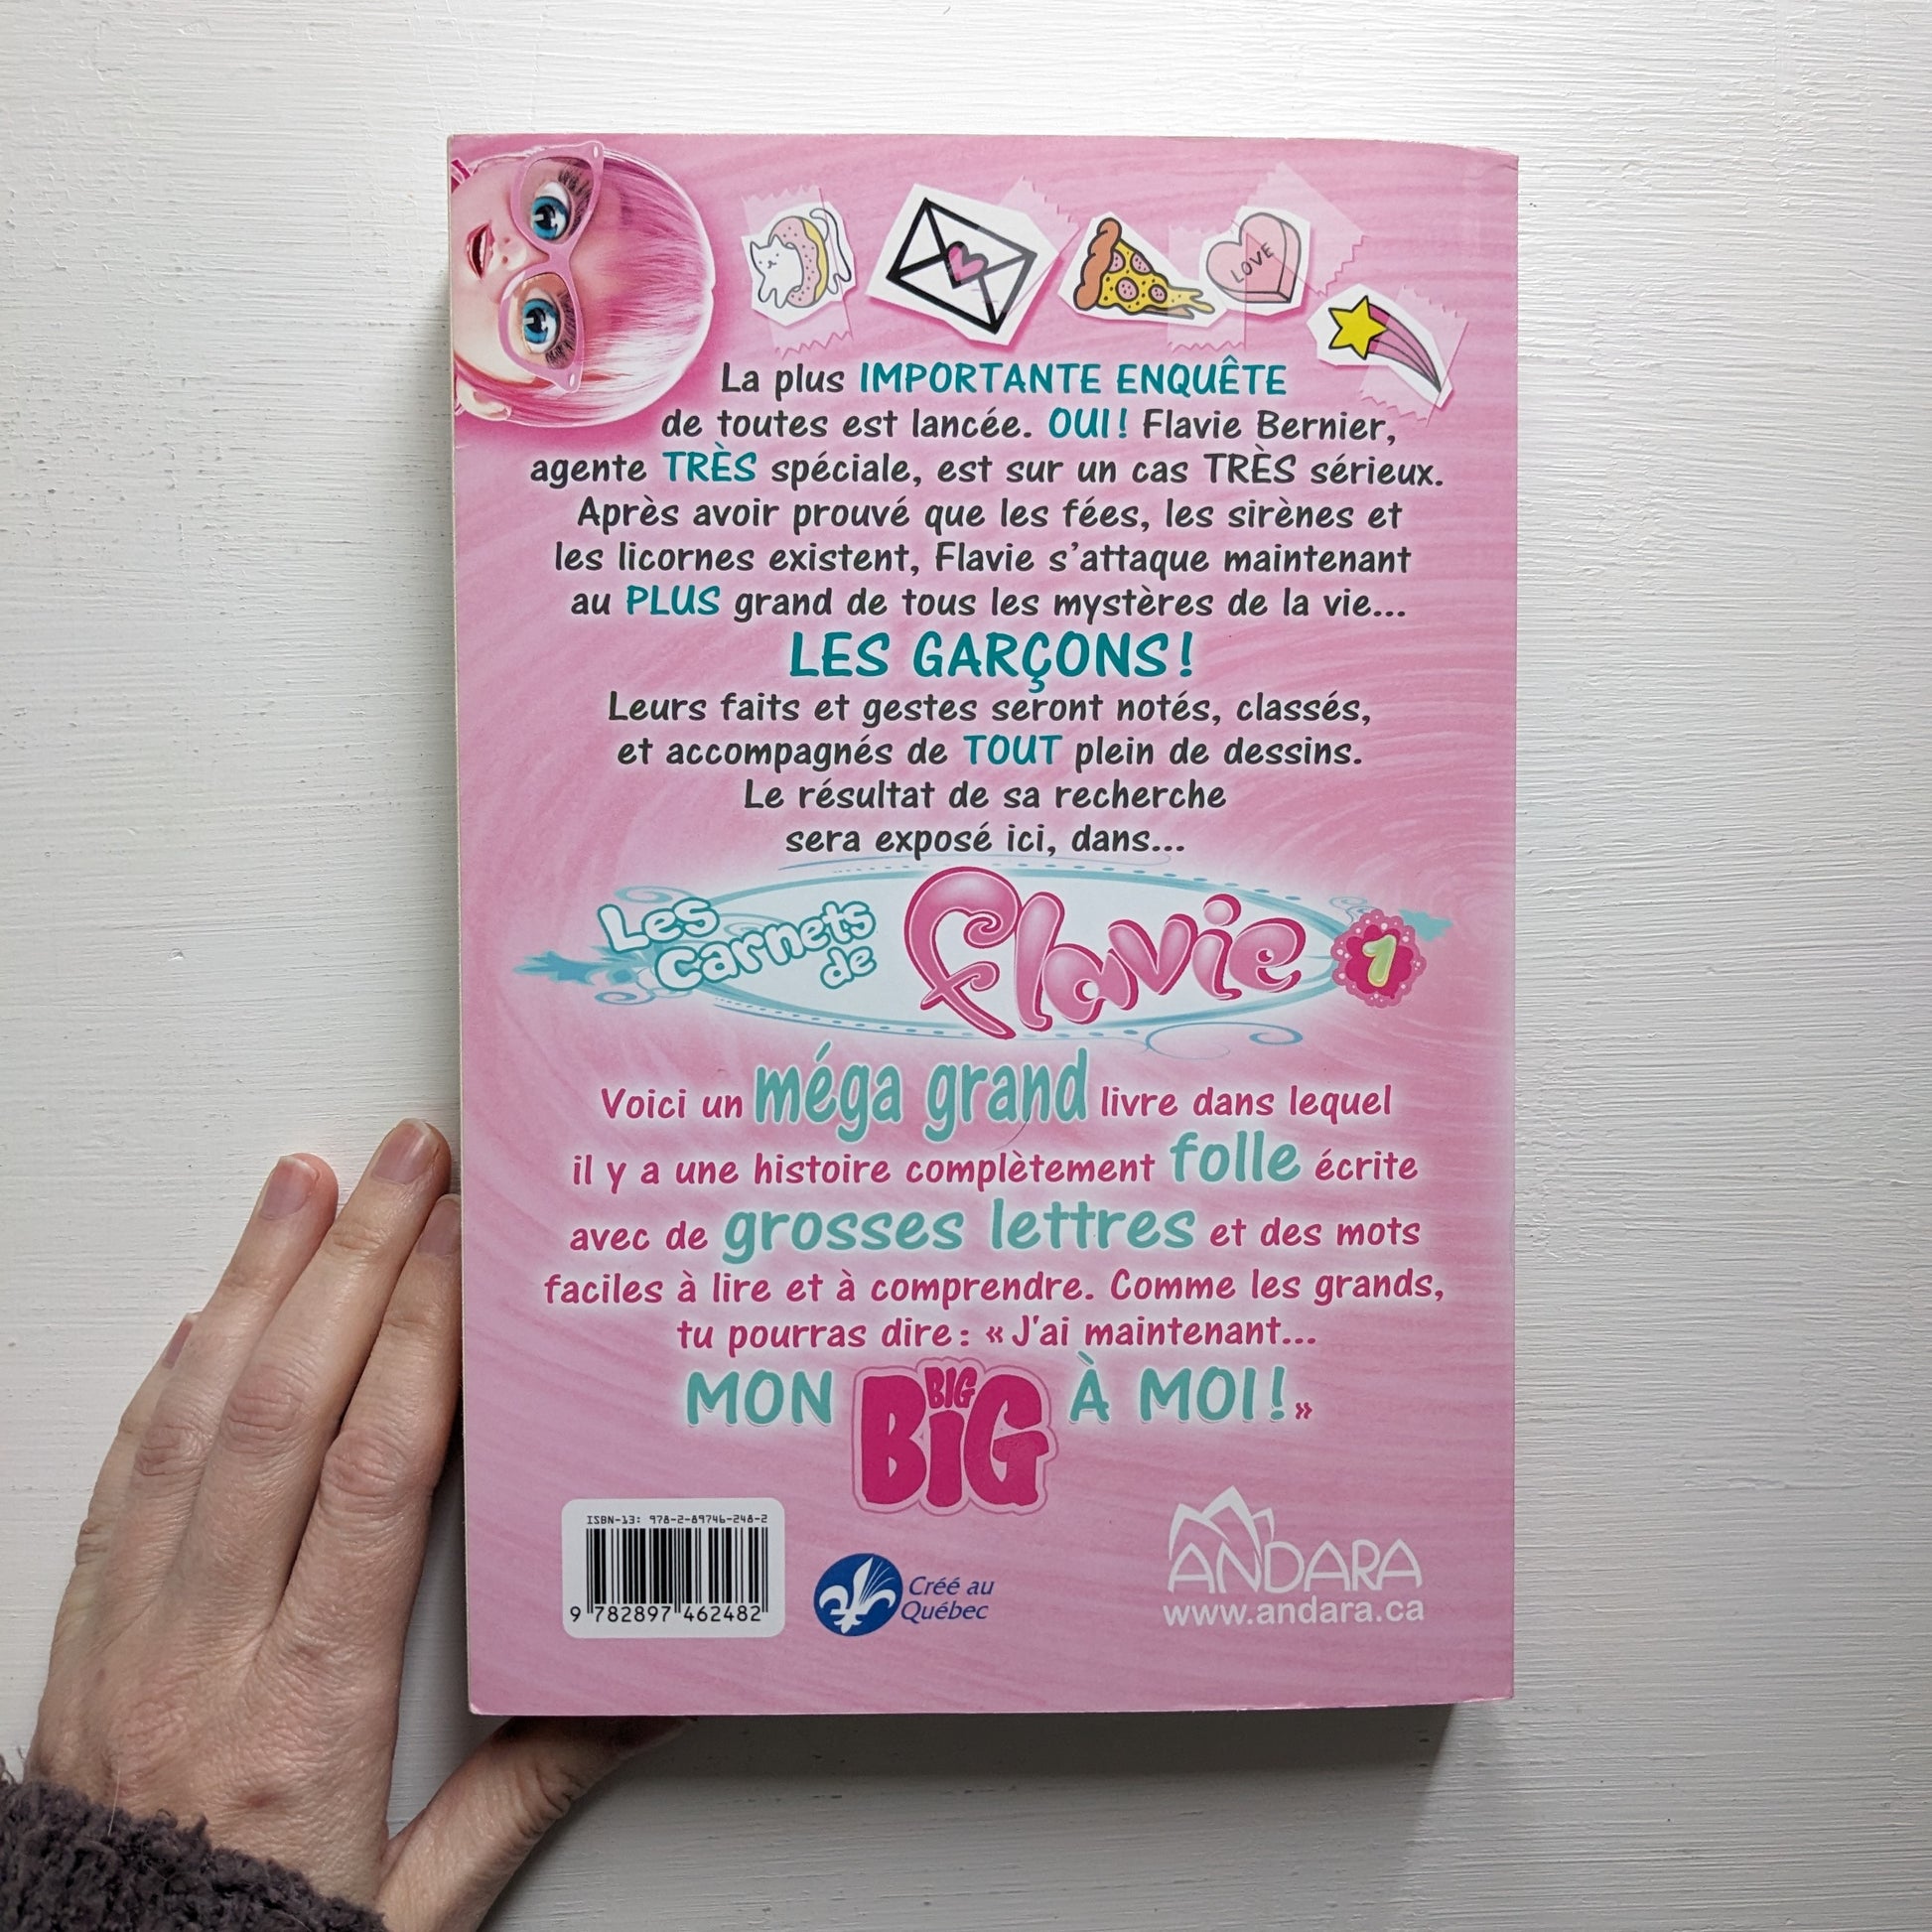 LOVE
La plus IMPORTANTE ENQUÊTE
de toutes est lancée. OUI! Flavie Bernier,
agente TRÈS spéciale, est sur un cas TRÈS sérieux.
Après avoir prouvé que les fées, les sirènes et
les licornes existent, Flavie s'attaque maintenant
au PLUS grand de tous les mystères de la vie...
LES GARÇONS!
Leurs faits et gestes seront notés, classés,
et accompagnés de TOUT plein de dessins.
Le résultat de sa recherche
sera exposé ici, dans...
Les
carnets
de
Flavie
1
Voici un méga grand livre dans lequel
il y a une histoire complètement folle écrite
avec de grosses lettres et des mots
faciles à lire et à comprendre. Comme les grands,
tu pourras dire : « J'ai maintenant...
MON BIG BIG À MOI! »
ISBN-13: 978-2-89746-248-2
9 782897 462482
Créé au
Québec
ANDARA
www.andara.ca